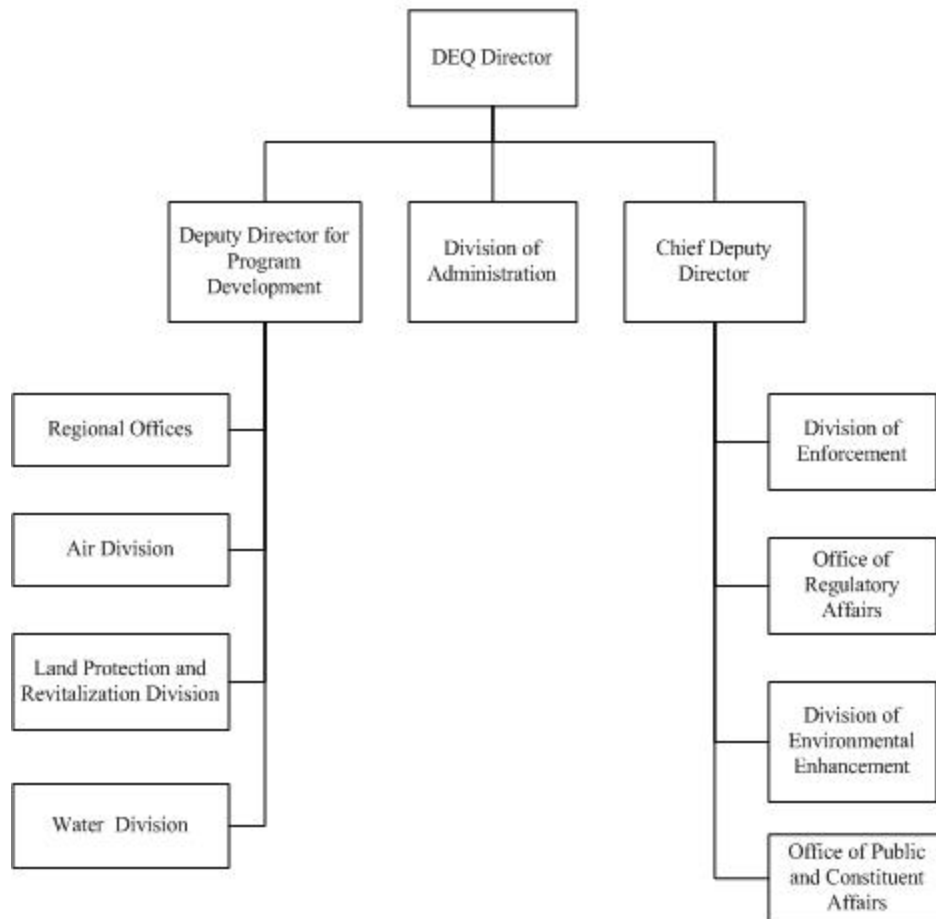 DEQ Director
Deputy Director for
Program
Development
Division of
Administration
Chief Deputy
Director
Regional Offices
Air Division
Land Protection and
Revitalization Division
Water Division
Division of
Enforcement
Office of
Regulatory
Affairs
Division of
Environmental
Enhancement
Office of Public
and Constituent
Affairs